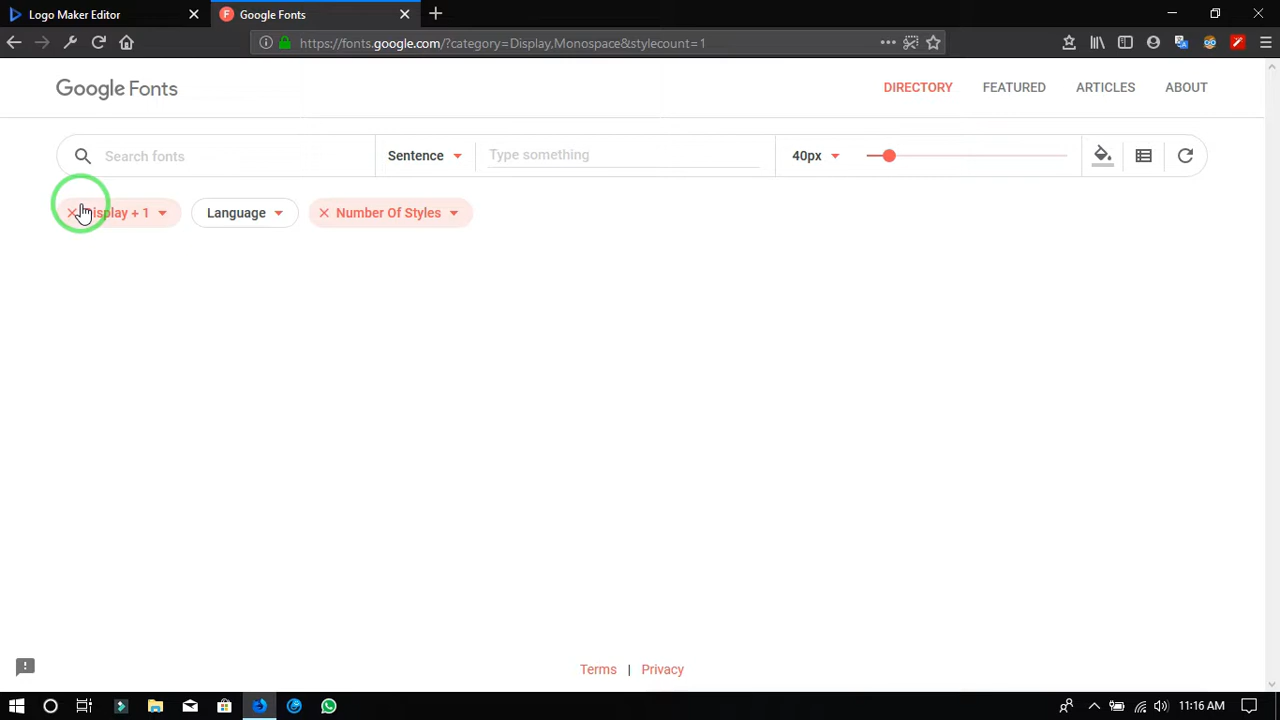 Logo Maker Editor
Google Fonts
https://fonts.google.com/?category=Display,Monospace&stylecount=1
Google Fonts
DIRECTORY
FEATURED
ARTICLES
ABOUT
Search fonts
Sentence
Type something
40px
Display + 1
Language
Number Of Styles
Terms | Privacy
11:16 AM